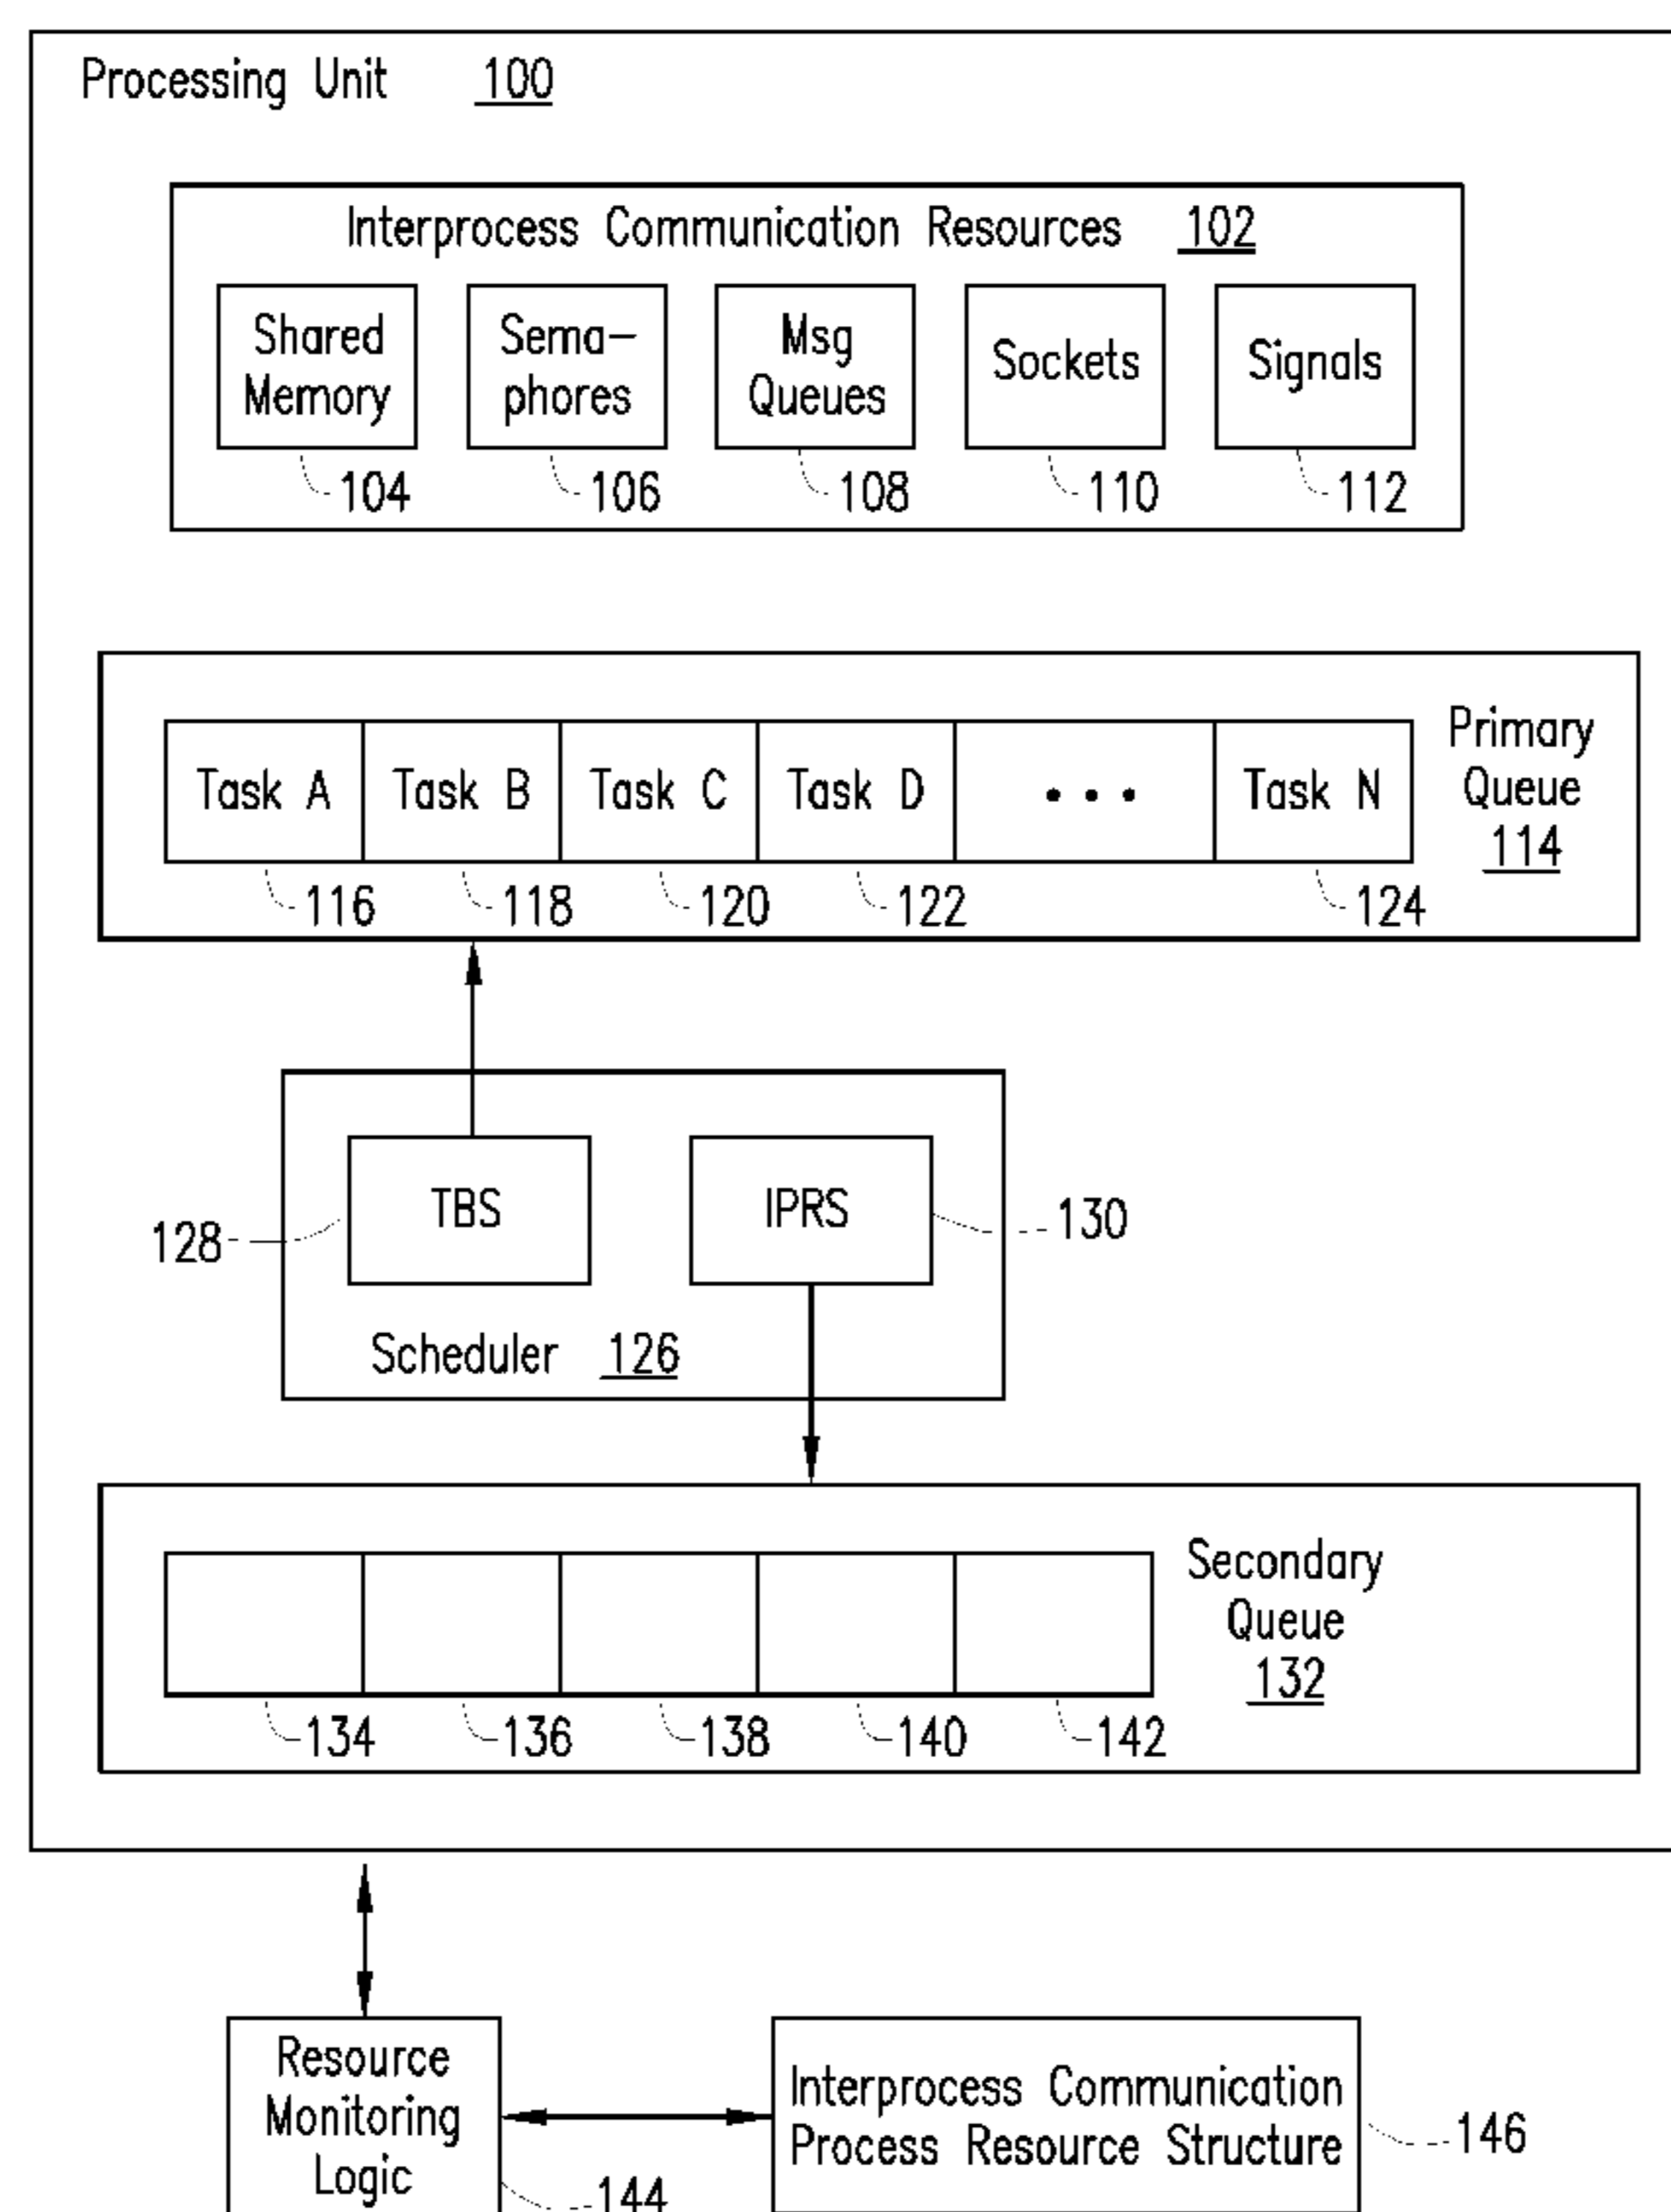 Processing Unit 100
Interprocess Communication Resources 102
Shared
Memory
Sema-
phores
Msg
Queues
Sockets
Signals
104
106
108
110
112
Task A
Task B
Task C
Task D
• • •
Task N
Primary
Queue
114
116
118
120
122
124
TBS
IPRS
128
130
Scheduler 126
Secondary
Queue
132
134
136
138
140
142
Resource
Monitoring
Logic
144
Interprocess Communication
Process Resource Structure
146